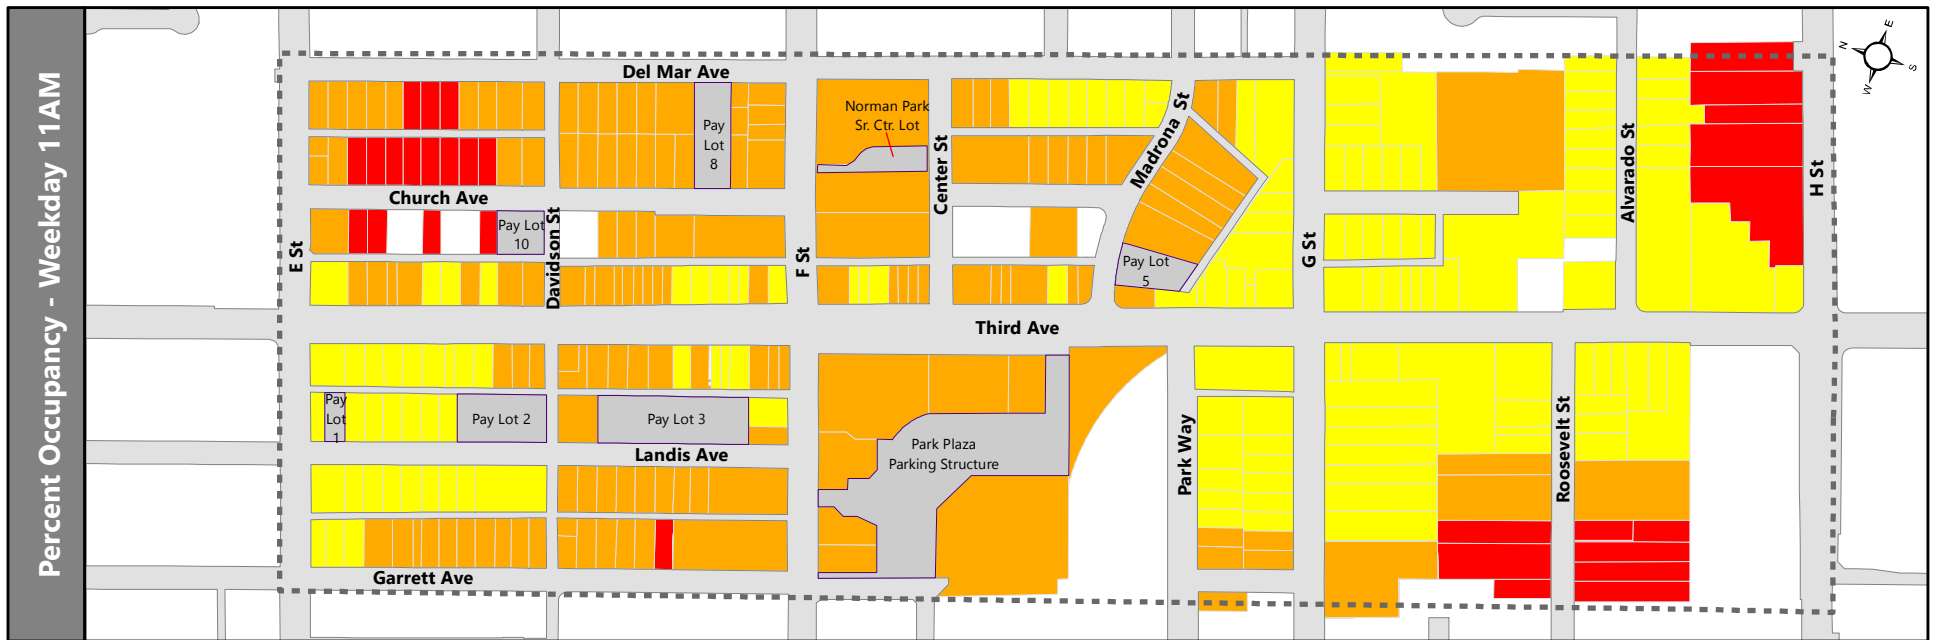 Percent Occupancy - Weekday 11AM
Del Mar Ave
Norman Park
Sr. Ctr. Lot
Pay
Lot
8
Church Ave
Pay Lot
10
E St
Davidson St
F St
Center St
Madrona St
Pay Lot
5
G St
Alvarado St
H St
N
E
S
W
Third Ave
Pay
Lot
1
Pay Lot 2
Pay Lot 3
Landis Ave
Park Plaza
Parking Structure
Park Way
Roosevelt St
Garrett Ave